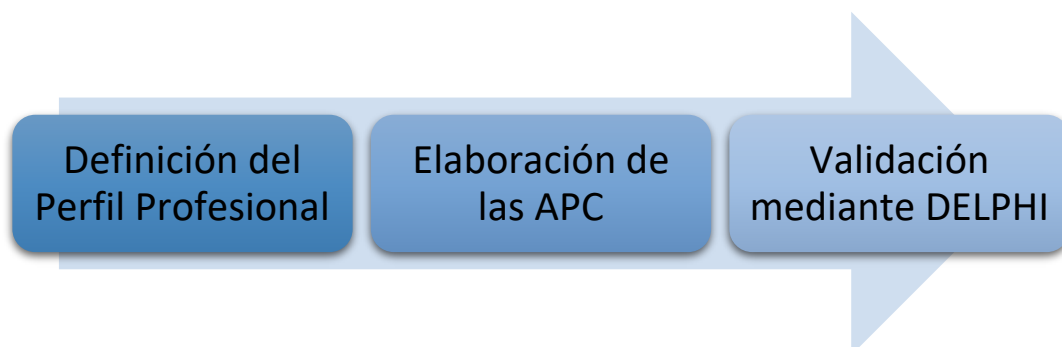 Definición del
Perfil Profesional
Elaboración de
las APC
Validación
mediante DELPHI